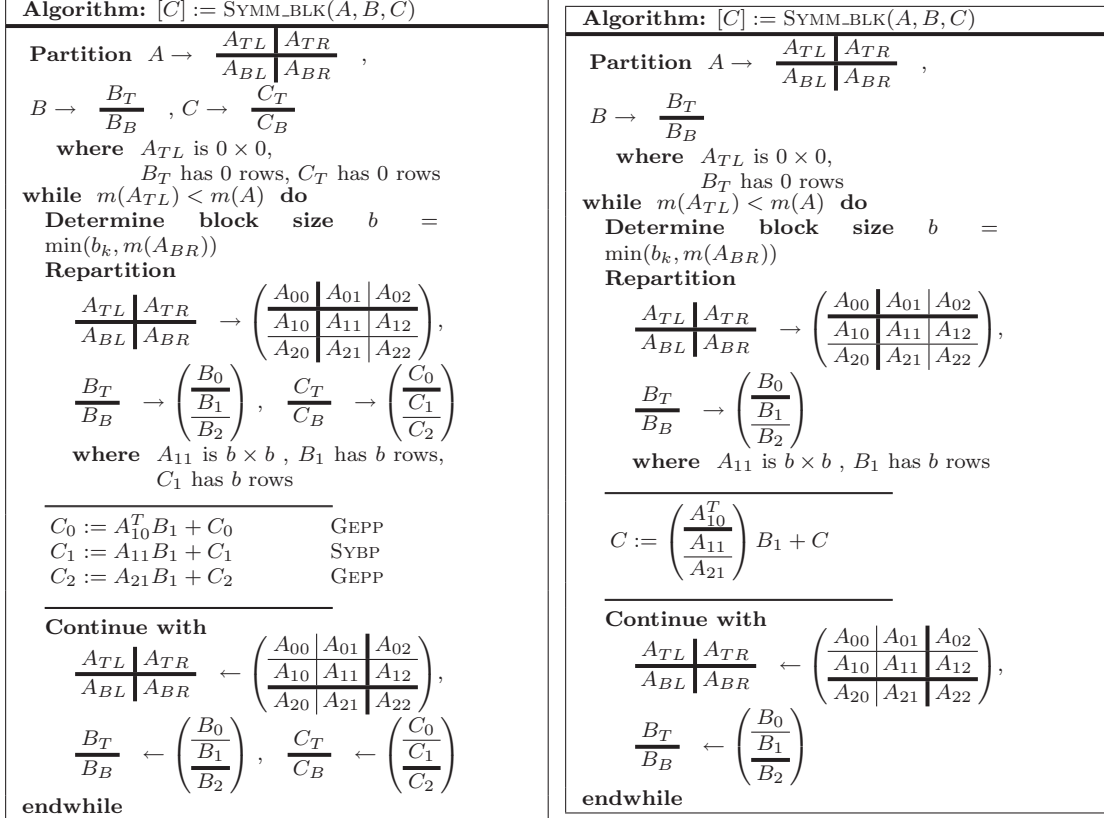 Algorithm: [C] := SYMM_BLK(A, B, C)
Partition A → A_TL A_TR
A_BL A_BR ,
B → B_T
B_B , C → C_T
C_B
where A_TL is 0 × 0,
B_T has 0 rows, C_T has 0 rows
while m(A_TL) < m(A) do
Determine block size b =
min(b_k, m(A_BR))
Repartition
A_TL A_TR
A_BL A_BR → ( A_00 A_01 A_02
A_10 A_11 A_12
A_20 A_21 A_22 ),
B_T
B_B → ( B_0
B_1
B_2 ) , C_T
C_B → ( C_0
C_1
C_2 )
where A_11 is b × b , B_1 has b rows,
C_1 has b rows
C_0 := A_10^T B_1 + C_0 GEPP
C_1 := A_11 B_1 + C_1 SYBP
C_2 := A_21 B_1 + C_2 GEPP
Continue with
A_TL A_TR
A_BL A_BR ← ( A_00 A_01 A_02
A_10 A_11 A_12
A_20 A_21 A_22 ),
B_T
B_B ← ( B_0
B_1
B_2 ) , C_T
C_B ← ( C_0
C_1
C_2 )
endwhile
Algorithm: [C] := SYMM_BLK(A, B, C)
Partition A → A_TL A_TR
A_BL A_BR ,
B → B_T
B_B
where A_TL is 0 × 0,
B_T has 0 rows
while m(A_TL) < m(A) do
Determine block size b =
min(b_k, m(A_BR))
Repartition
A_TL A_TR
A_BL A_BR → ( A_00 A_01 A_02
A_10 A_11 A_12
A_20 A_21 A_22 ),
B_T
B_B → ( B_0
B_1
B_2 )
where A_11 is b × b , B_1 has b rows
C := ( A_10^T
A_11
A_21 ) B_1 + C
Continue with
A_TL A_TR
A_BL A_BR ← ( A_00 A_01 A_02
A_10 A_11 A_12
A_20 A_21 A_22 ),
B_T
B_B ← ( B_0
B_1
B_2 )
endwhile